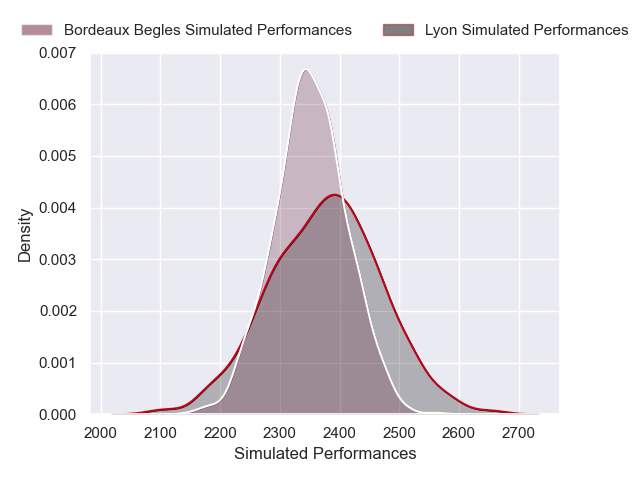 Bordeaux Begles Simulated Performances
Lyon Simulated Performances
0.007
0.006
0.005
0.004
0.003
0.002
0.001
0.000
Density
2000 2100 2200 2300 2400 2500 2600 2700
Simulated Performances